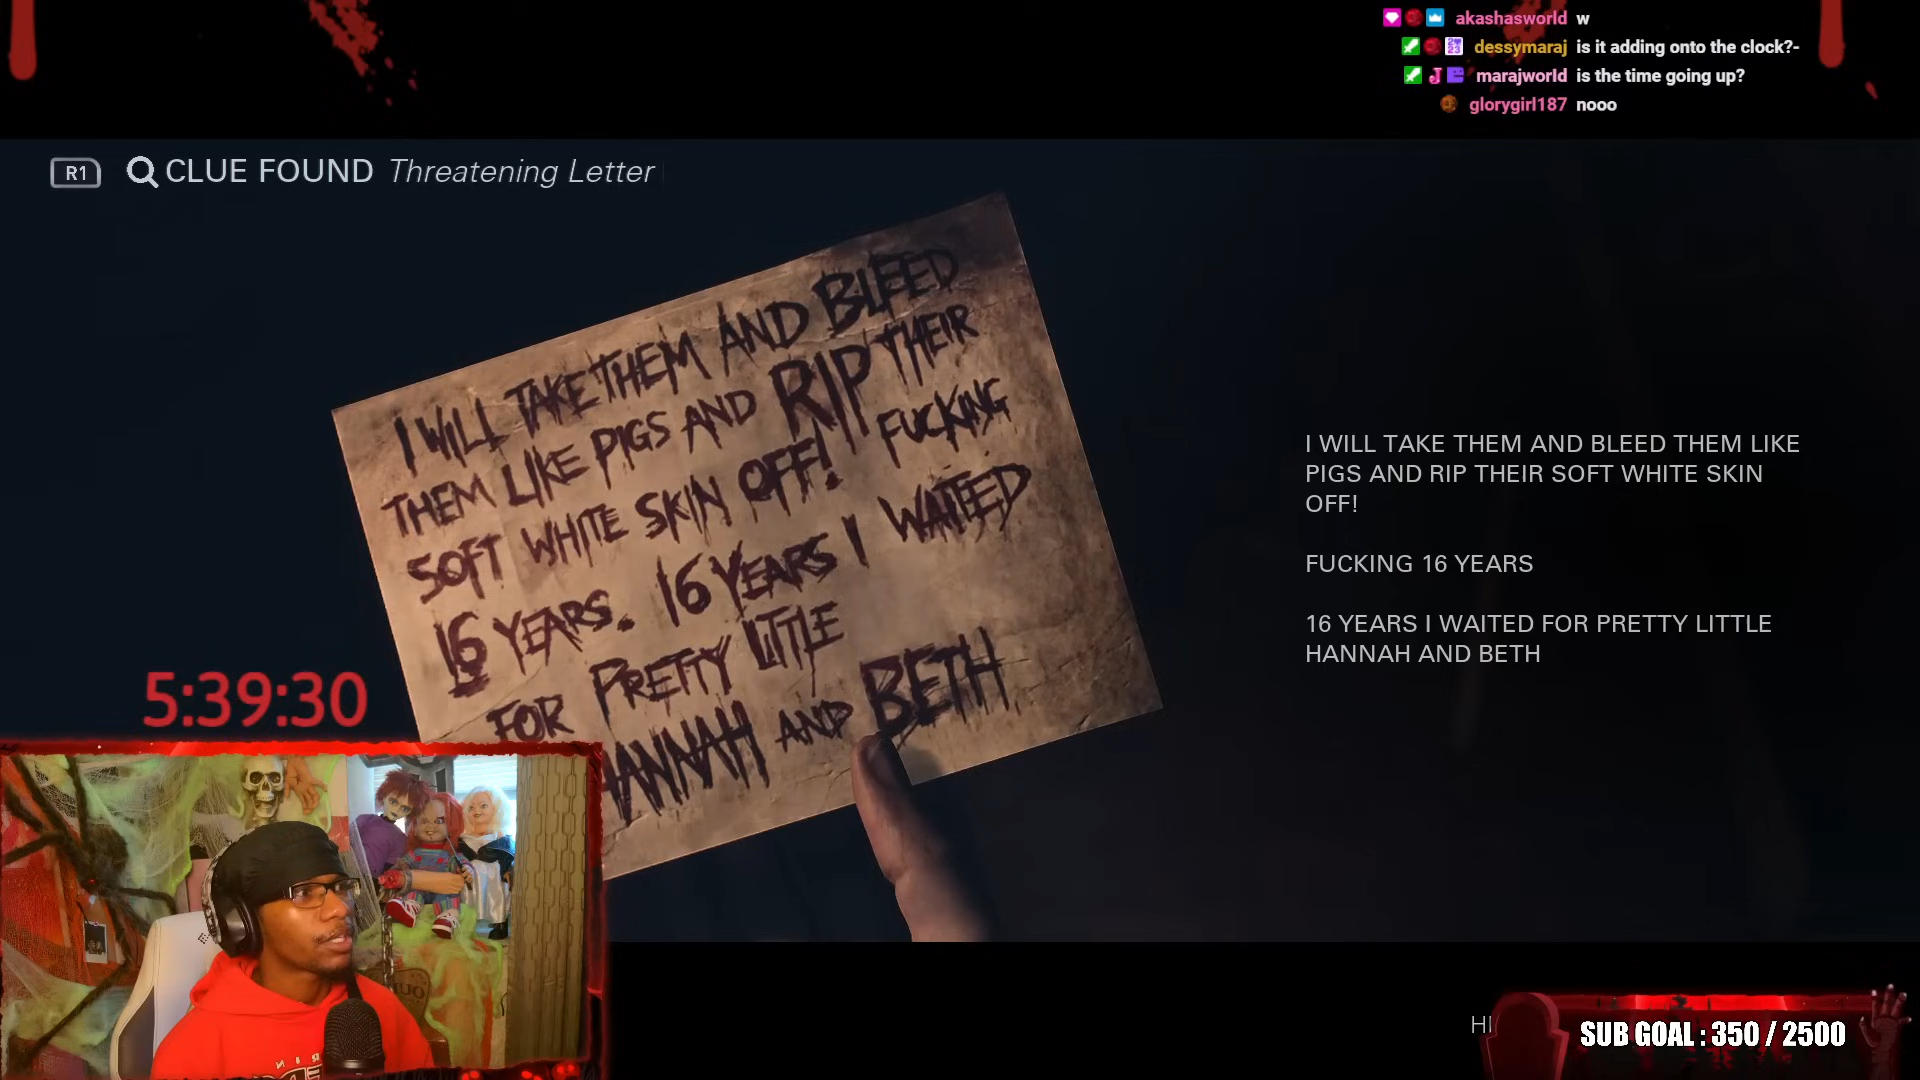 akashasworld w
dessymaraj is it adding onto the clock?-
marajworld is the time going up?
glorygirl187 nooo
R1 CLUE FOUND Threatening Letter
I WILL TAKE THEM AND BLEED
THEM LIKE PIGS AND RIP THEIR
SOFT WHITE SKIN OFF! FUCKING
16 YEARS. 16 YEARS I WAITED
FOR PRETTY LITTLE
HANNAH AND BETH
I WILL TAKE THEM AND BLEED THEM LIKE
PIGS AND RIP THEIR SOFT WHITE SKIN
OFF!
FUCKING 16 YEARS
16 YEARS I WAITED FOR PRETTY LITTLE
HANNAH AND BETH
5:39:30
HI
SUB GOAL : 350 / 2500